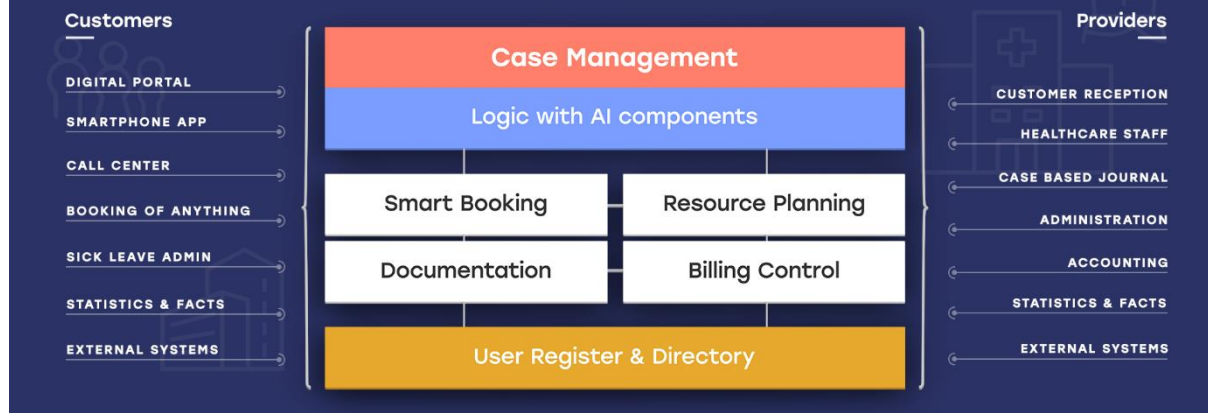 Customers
DIGITAL PORTAL
SMARTPHONE APP
CALL CENTER
BOOKING OF ANYTHING
SICK LEAVE ADMIN
STATISTICS & FACTS
EXTERNAL SYSTEMS
Case Management
Logic with AI components
Smart Booking
Resource Planning
Documentation
Billing Control
User Register & Directory
Providers
CUSTOMER RECEPTION
HEALTHCARE STAFF
CASE BASED JOURNAL
ADMINISTRATION
ACCOUNTING
STATISTICS & FACTS
EXTERNAL SYSTEMS